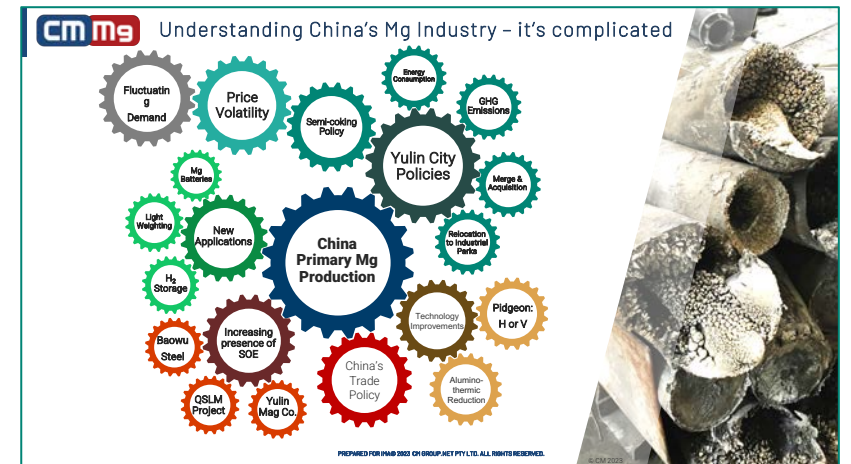 cm Mg
Understanding China's Mg Industry – it's complicated
Fluctuatin
g
Demand
Price
Volatility
Semi-coking
Policy
Energy
Consumption
GHG
Emissions
Yulin City
Policies
Merge &
Acquisition
Relocation
to Industrial
Parks
Mg
Batteries
Light
Weighting
New
Applications
H₂
Storage
China
Primary Mg
Production
Technology
Improvements
Pidgeon:
H or V
Alumino-
thermic
Reduction
Baowu
Steel
Increasing
presence of
SOE
QSLM
Project
Yulin
Mag Co.
China's
Trade
Policy
PREPARED FOR IMA@ 2023 CM GROUP.NET PTY LTD. ALL RIGHTS RESERVED.
© CM 2023